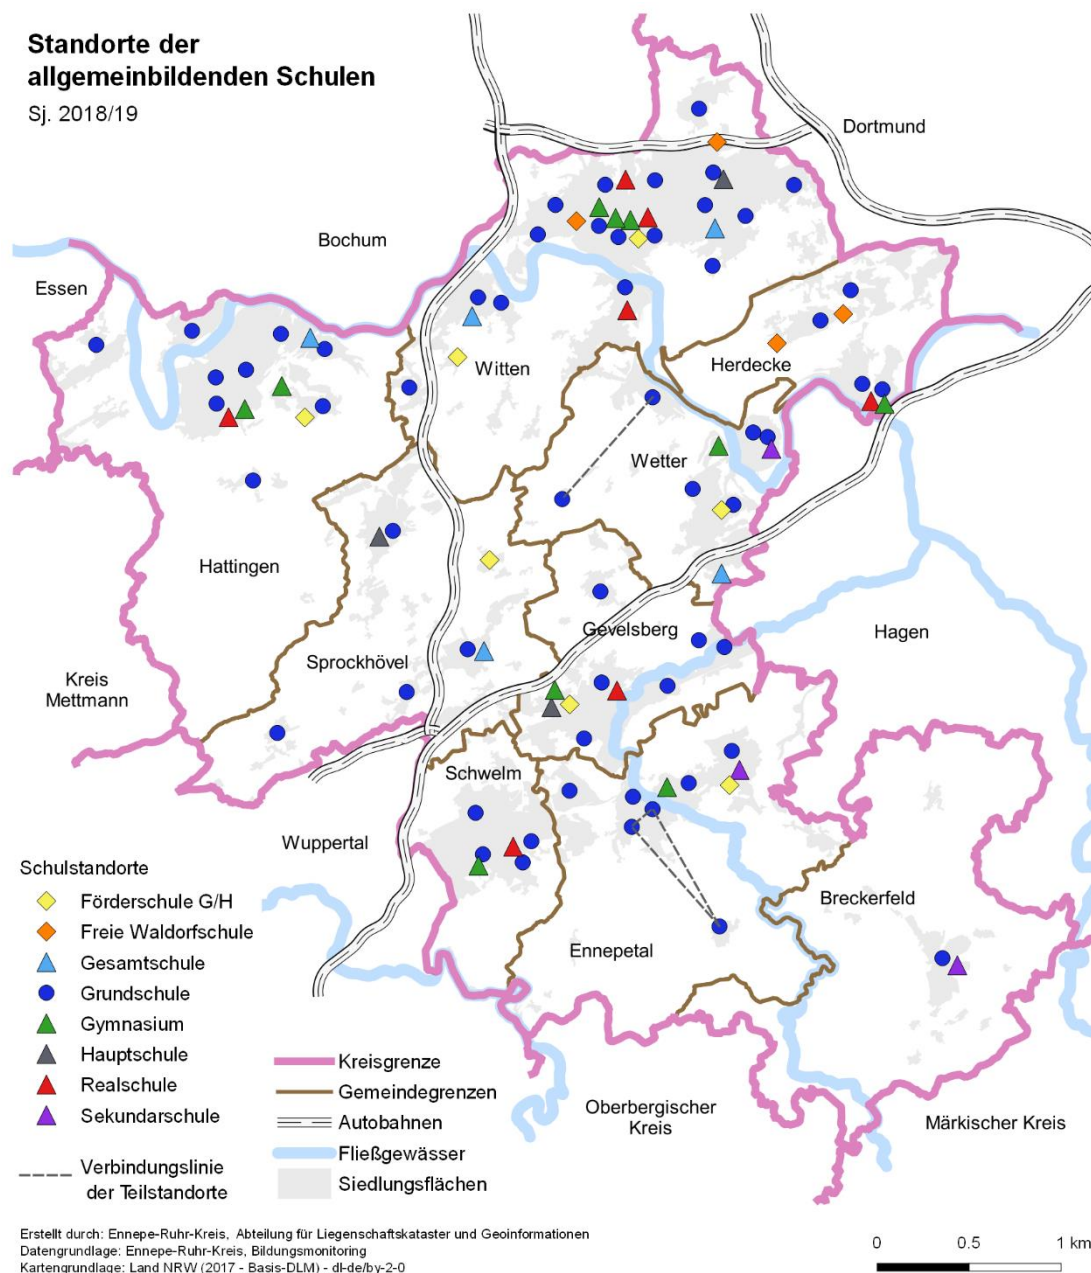 Standorte der
allgemeinbildenden Schulen
Sj. 2018/19
Dortmund
Bochum
Essen
Witten
Herdecke
Wetter
Hattingen
Gevelsberg
Hagen
Sprockhövel
Kreis
Mettmann
Schwelm
Wuppertal
Breckerfeld
Ennepetal
Oberbergischer
Kreis
Märkischer Kreis
Schulstandorte
Förderschule G/H
Freie Waldorfschule
Gesamtschule
Grundschule
Gymnasium
Hauptschule
Realschule
Sekundarschule
Verbindungslinie
der Teilstandorte
Kreisgrenze
Gemeindegrenzen
Autobahnen
Fließgewässer
Siedlungsflächen
Erstellt durch: Ennepe-Ruhr-Kreis, Abteilung für Liegenschaftskataster und Geoinformationen
Datengrundlage: Ennepe-Ruhr-Kreis, Bildungsmonitoring
Kartengrundlage: Land NRW (2017 - Basis-DLM) - dl-de/by-2-0
0 0.5 1 km